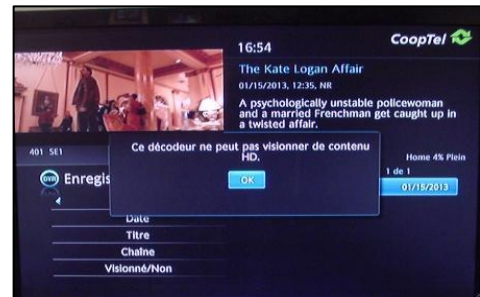 16:54
CoopTel
The Kate Logan Affair
01/15/2013, 12:35, NR
A psychologically unstable policewoman
and a married Frenchman get caught up in
a twisted affair.
401 SE1
Ce décodeur ne peut pas visionner de contenu
HD.
OK
Home 4% Plein
1 de 1
DVR
Enregis
01/15/2013
Date
Titre
Chaîne
Visionné/Non